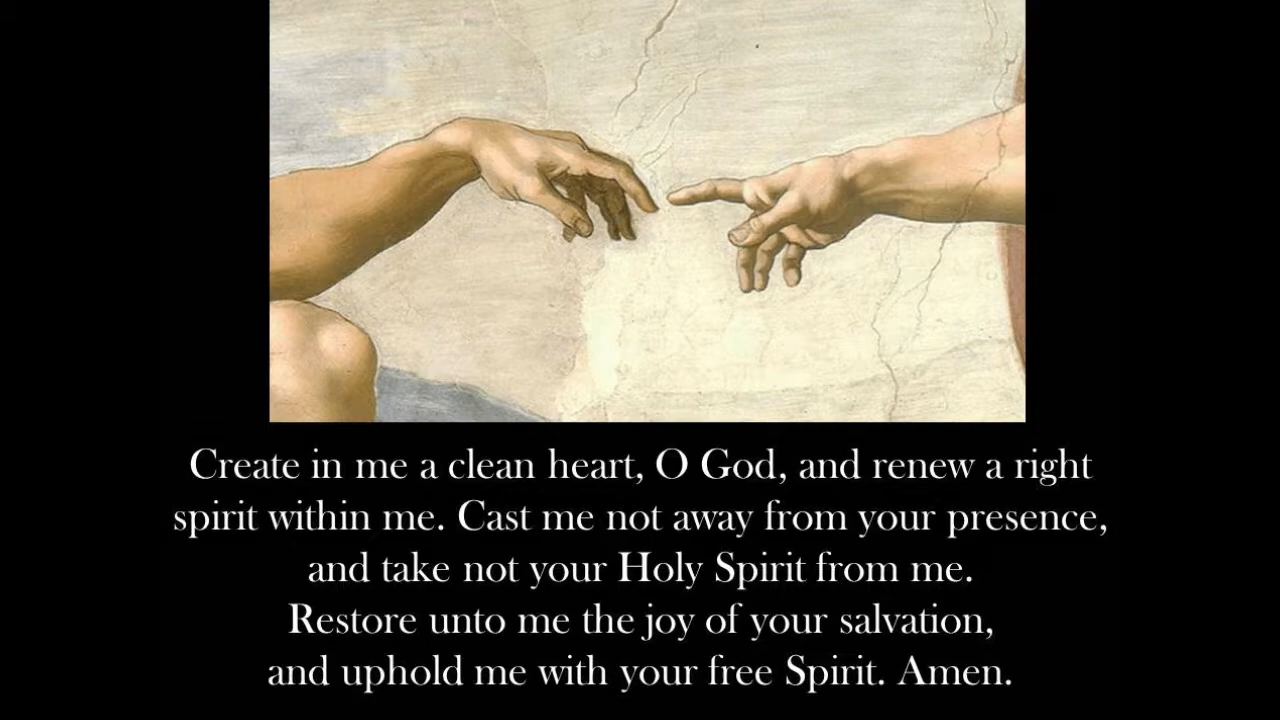 Create in me a clean heart, O God, and renew a right
spirit within me. Cast me not away from your presence,
and take not your Holy Spirit from me.
Restore unto me the joy of your salvation,
and uphold me with your free Spirit. Amen.